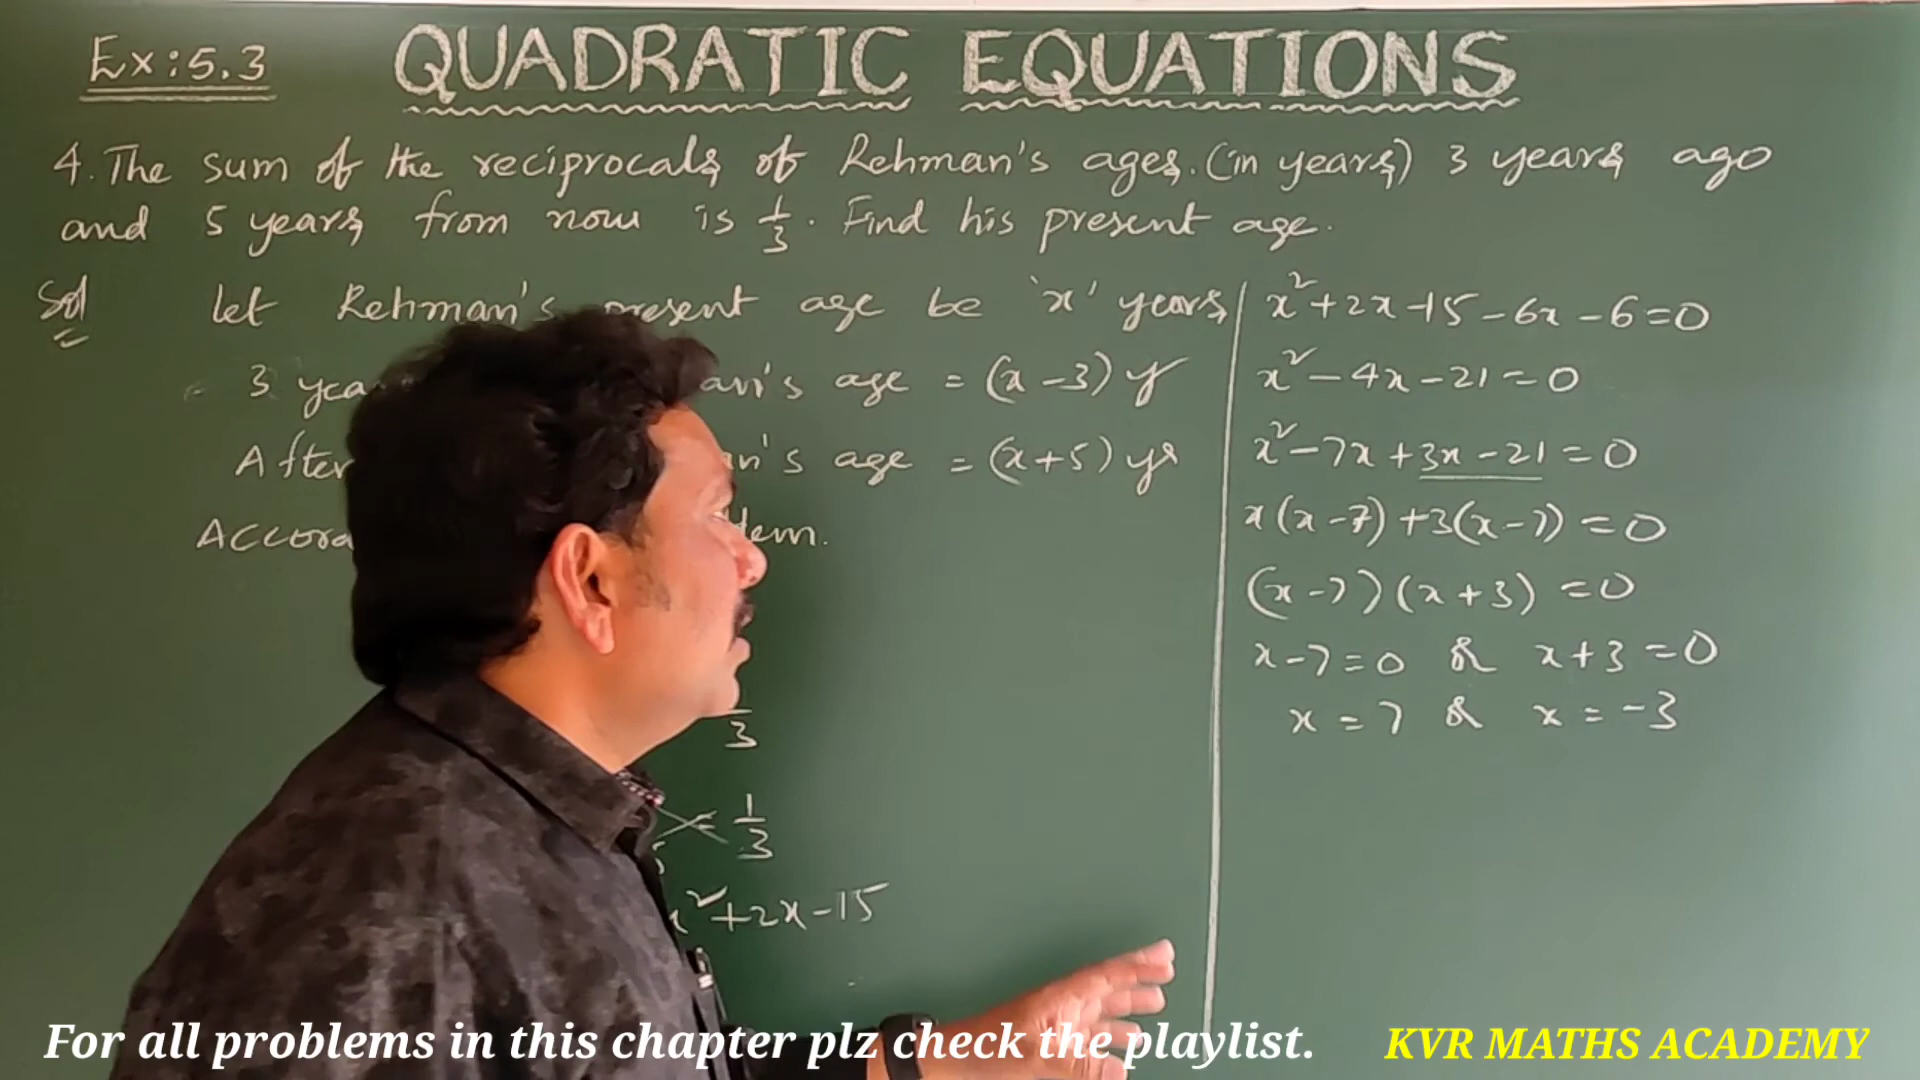 Ex: 5.3 QUADRATIC EQUATIONS
4. The sum of the reciprocals of Rehman's ages. (in years) 3 years ago
and 5 years from now is 1/3. Find his present age.
Sol Let Rehman's present age be 'x' years
3 age = (x-3) y
After age = (x+5) yr
3
1/3
x²+2x-15
x²+2x-15-6x-6=0
x²-4x-21=0
x²-7x+3x-21=0
x(x-7)+3(x-7)=0
(x-7)(x+3)=0
x-7=0 & x+3=0
x=7 & x=-3
For all problems in this chapter plz check the playlist. KVR MATHS ACADEMY